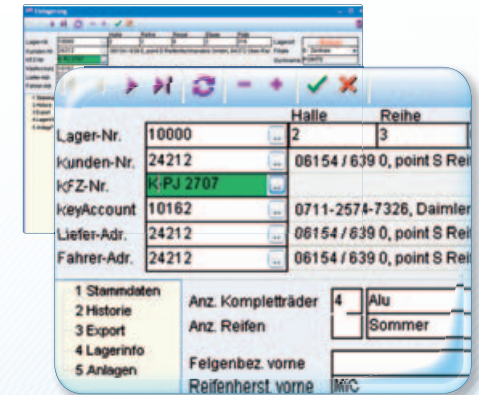 Einlagerung
Halle Reihe
Lager-Nr. 10000 2 3
Kunden-Nr. 24212 06154 / 639 0, point S Rei
KFZ-Nr. K-PJ 2707
KeyAccount 10162 0711-2574-7326, Daimler
Liefer-Adr. 24212 06154 / 639 0, point S Rei
Fahrer-Adr. 24212 06154 / 639 0, point S Rei
1 Stammdaten
2 Historie
3 Export
4 Lagerinfo
5 Anlagen
Anz. Kompletträder 4 Alu
Anz. Reifen Sommer
Felgenbez. vorne
Reifenherst. vorne MIC